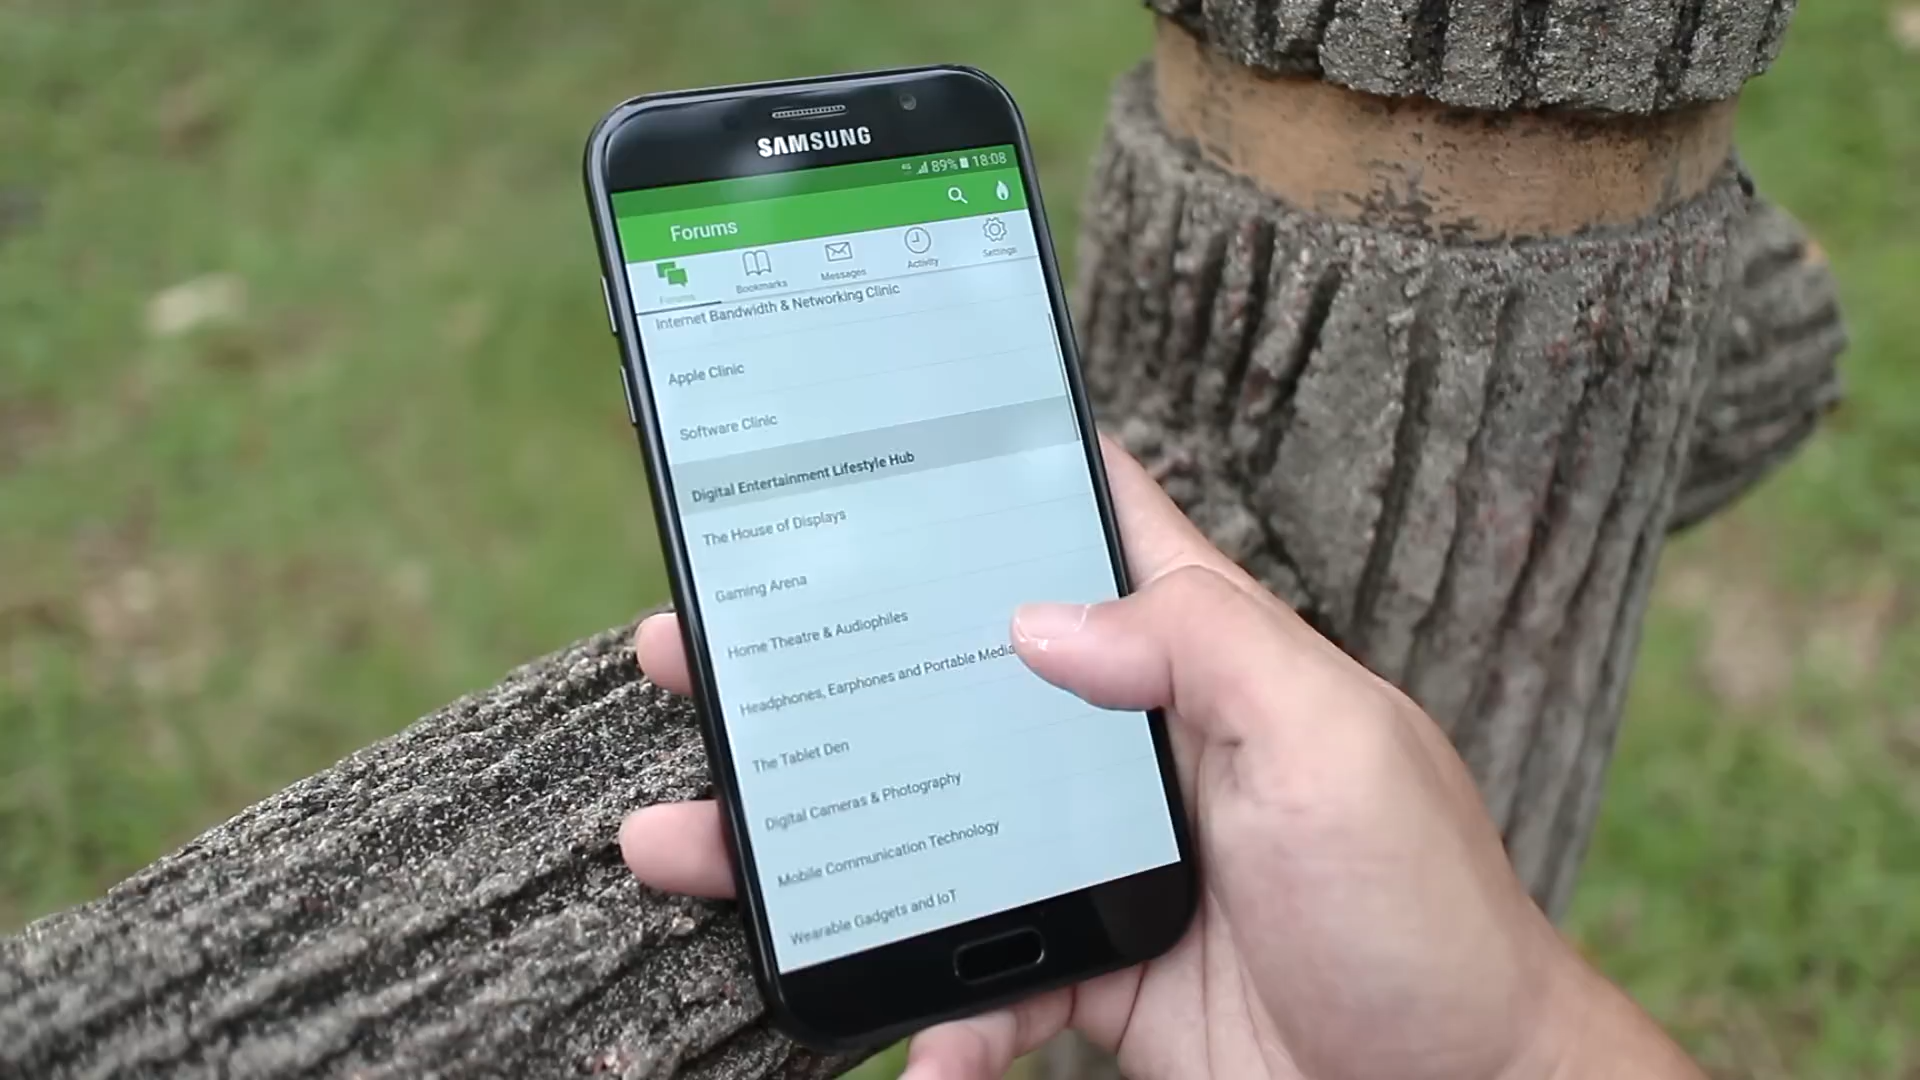 SAMSUNG
4G 89% 18:08
Forums
Forums Bookmarks Messages Activity Settings
Internet Bandwidth & Networking Clinic
Apple Clinic
Software Clinic
Digital Entertainment Lifestyle Hub
The House of Displays
Gaming Arena
Home Theatre & Audiophiles
Headphones, Earphones and Portable Media
The Tablet Den
Digital Cameras & Photography
Mobile Communication Technology
Wearable Gadgets and IoT